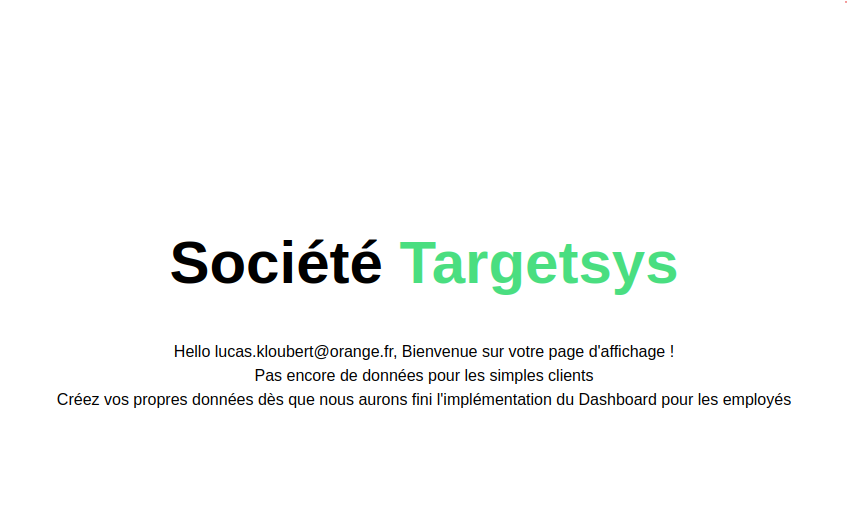 Société Targetsys
Hello lucas.kloubert@orange.fr, Bienvenue sur votre page d'affichage !
Pas encore de données pour les simples clients
Créez vos propres données dès que nous aurons fini l'implémentation du Dashboard pour les employés